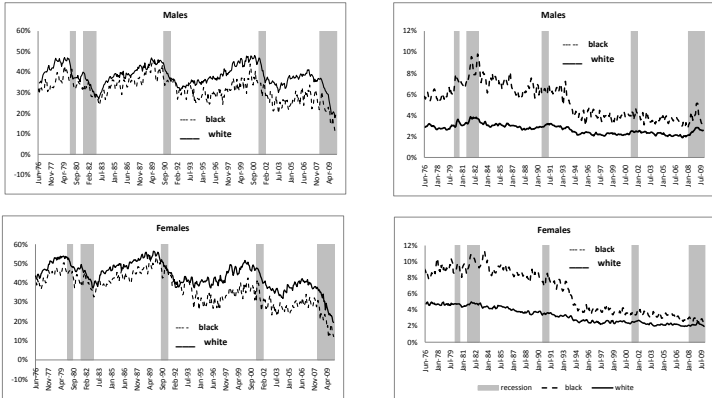 Males
60%
50%
40%
30%
20%
10%
0%
-10%
black
white
Jun-76
Nov-77
Apr-79
Sep-80
Feb-82
Jul-83
Jan-85
Jun-86
Nov-87
Apr-89
Sep-90
Feb-92
Jul-93
Jan-95
Jun-96
Nov-97
Apr-99
Sep-00
Feb-02
Jul-03
Jan-05
Jun-06
Nov-07
Apr-09
Males
12%
10%
8%
6%
4%
2%
0%
black
white
Jun-76
Jan-78
Jul-79
Jan-81
Jul-82
Jan-84
Jul-85
Jan-87
Jul-88
Jan-90
Jul-91
Jan-93
Jul-94
Jan-96
Jul-97
Jan-99
Jul-00
Jan-02
Jul-03
Jan-05
Jul-06
Jan-08
Jul-09
Females
60%
50%
40%
30%
20%
10%
0%
-10%
black
white
Jun-76
Nov-77
Apr-79
Sep-80
Feb-82
Jul-83
Jan-85
Jun-86
Nov-87
Apr-89
Sep-90
Feb-92
Jul-93
Jan-95
Jun-96
Nov-97
Apr-99
Sep-00
Feb-02
Jul-03
Jan-05
Jun-06
Nov-07
Apr-09
Females
12%
10%
8%
6%
4%
2%
0%
black
white
Jun-76
Jan-78
Jul-79
Jan-81
Jul-82
Jan-84
Jul-85
Jan-87
Jul-88
Jan-90
Jul-91
Jan-93
Jul-94
Jan-96
Jul-97
Jan-99
Jul-00
Jan-02
Jul-03
Jan-05
Jul-06
Jan-08
Jul-09
recession black white